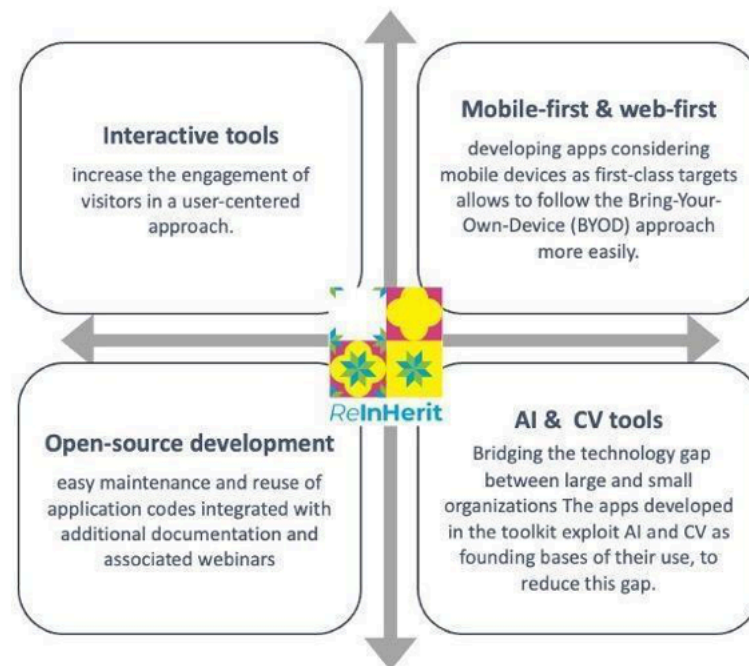 Interactive tools
increase the engagement of
visitors in a user-centered
approach.
Mobile-first & web-first
developing apps considering
mobile devices as first-class targets
allows to follow the Bring-Your-
Own-Device (BYOD) approach
more easily.
ReInHerit
Open-source development
easy maintenance and reuse of
application codes integrated with
additional documentation and
associated webinars
AI & CV tools
Bridging the technology gap
between large and small
organizations The apps developed
in the toolkit exploit AI and CV as
founding bases of their use, to
reduce this gap.